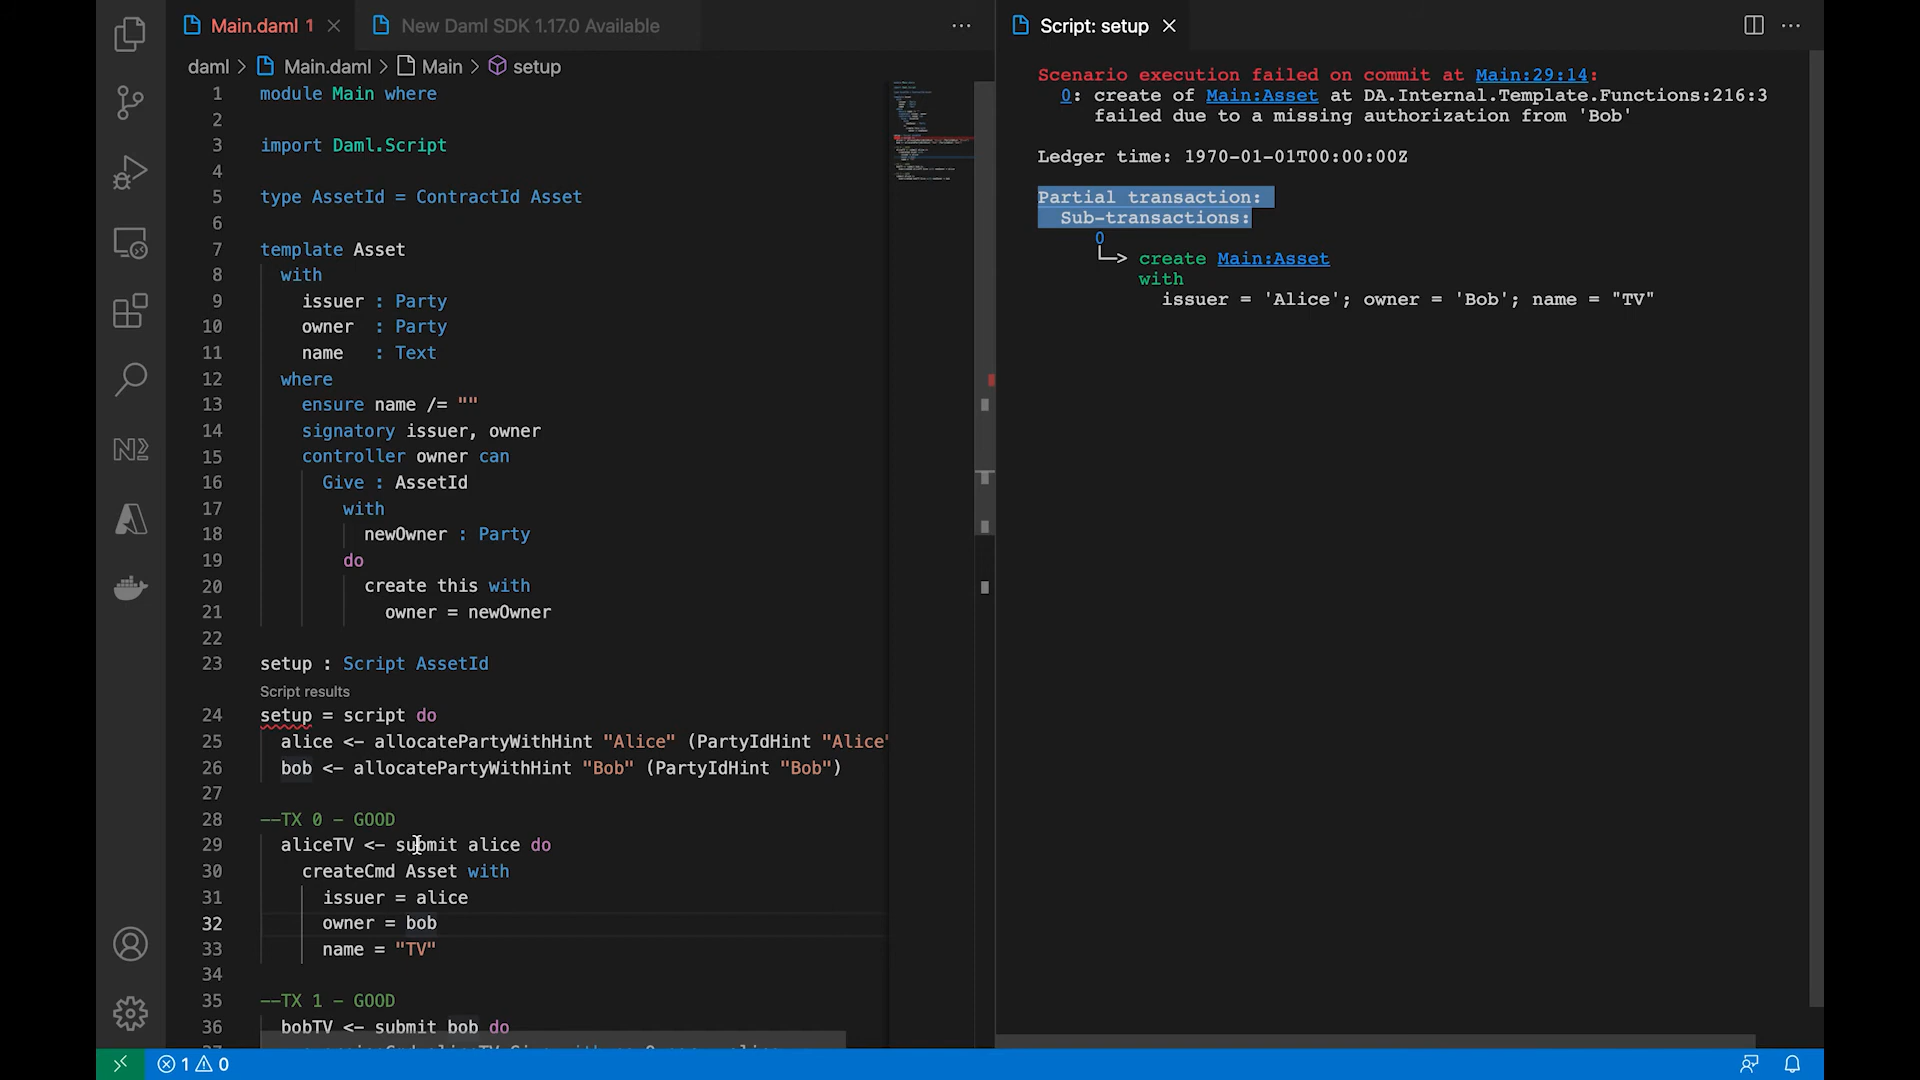 Main.daml 1
New Daml SDK 1.17.0 Available
daml > Main.daml > Main > setup
1 module Main where
2
3 import Daml.Script
4
5 type AssetId = ContractId Asset
6
7 template Asset
8 with
9 issuer : Party
10 owner : Party
11 name : Text
12 where
13 ensure name /= ""
14 signatory issuer, owner
15 controller owner can
16 Give : AssetId
17 with
18 newOwner : Party
19 do
20 create this with
21 owner = newOwner
22
23 setup : Script AssetId
Script results
24 setup = script do
25 alice <- allocatePartyWithHint "Alice" (PartyIdHint "Alice"
26 bob <- allocatePartyWithHint "Bob" (PartyIdHint "Bob")
27
28 --TX 0 - GOOD
29 aliceTV <- submit alice do
30 createCmd Asset with
31 issuer = alice
32 owner = bob
33 name = "TV"
34
35 --TX 1 - GOOD
36 bobTV <- submit bob do
1 0
Script: setup
Scenario execution failed on commit at Main:29:14:
0: create of Main:Asset at DA.Internal.Template.Functions:216:3
failed due to a missing authorization from 'Bob'
Ledger time: 1970-01-01T00:00:00Z
Partial transaction:
Sub-transactions:
0
└─> create Main:Asset
with
issuer = 'Alice'; owner = 'Bob'; name = "TV"